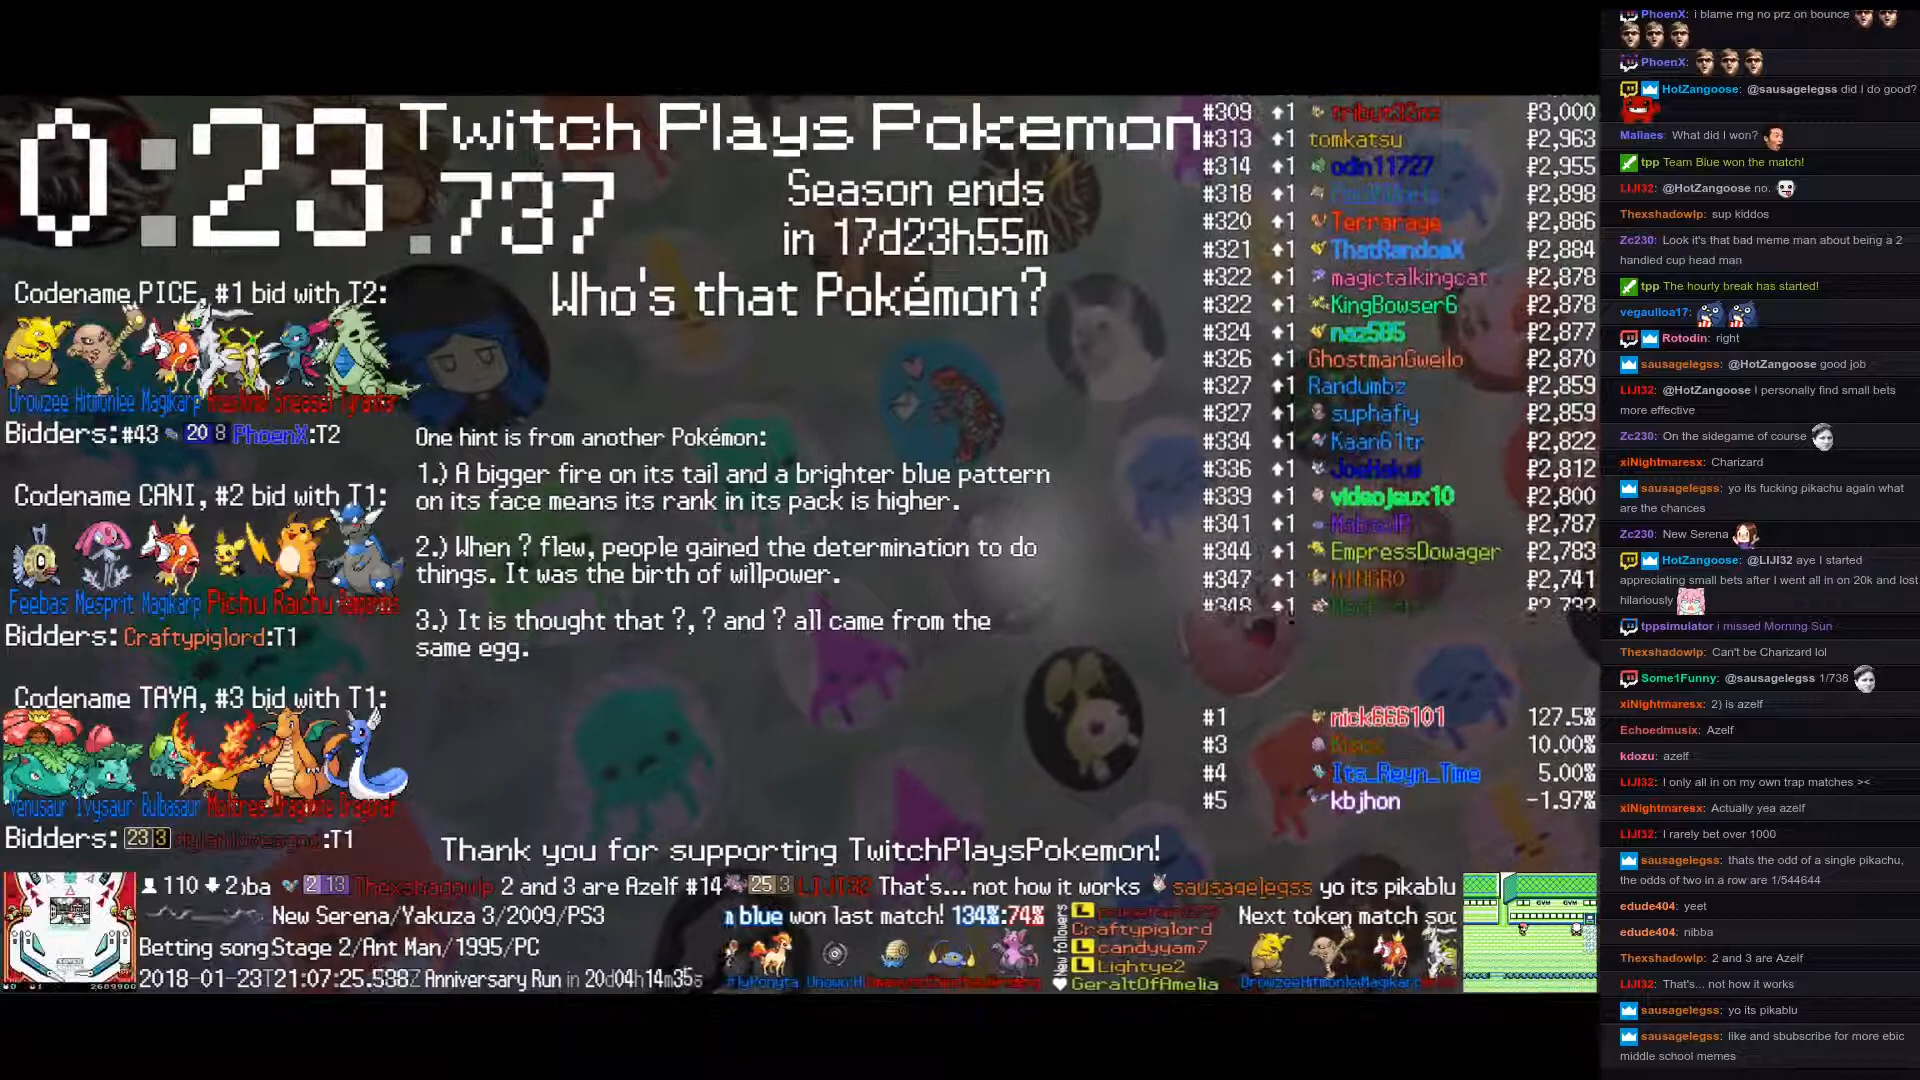 0:23.737
Twitch Plays Pokemon
Season ends
in 17d23h55m
Who's that Pokémon?
Codename PICE, #1 bid with T2:
Drowzee Hitmonlee Magikarp Sneasel
Bidders: #43 20 8 PhoenX:T2
Codename CANI, #2 bid with T1:
Feebas Mesprit Magikarp Pichu Raichu Rampardos
Bidders: Craftypiglord:T1
Codename TAYA, #3 bid with T1:
Venusaur Ivysaur Bulbasaur Moltres Dragonite Dragonair
Bidders: 23 3 :T1
One hint is from another Pokémon:
1.) A bigger fire on its tail and a brighter blue pattern
on its face means its rank in its pack is higher.
2.) When ? flew, people gained the determination to do
things. It was the birth of willpower.
3.) It is thought that ?, ? and ? all came from the
same egg.
Thank you for supporting TwitchPlaysPokemon!
#309 1 ₽3,000
#313 1 tomkatsu ₽2,963
#314 1 odin11727 ₽2,955
#318 1 ₽2,898
#320 1 Terrarage ₽2,886
#321 1 ThatRandomX ₽2,884
#322 1 magictalkingcat ₽2,878
#322 1 KingBowser6 ₽2,878
#324 1 naz585 ₽2,877
#326 1 GhostmanGweilo ₽2,870
#327 1 Randumbz ₽2,859
#327 1 suphafiy ₽2,859
#334 1 Kaan61tr ₽2,822
#336 1 ₽2,812
#339 1 videojeux10 ₽2,800
#341 1 ₽2,787
#344 1 EmpressDowager ₽2,783
#347 1 ₽2,741
#348 1 ₽2,732
#1 nick666101 127.5%
#3 10.00%
#4 Its_Reyn_Time 5.00%
#5 kbjhon -1.97%
110 2 ba 2 13 Thexshadowlp 2 and 3 are Azelf #14 25 3 LIJI32 That's... not how it works sausagelegss yo its pikablu
New Serena/Yakuza 3/2009/PS3
Betting song Stage 2/Ant Man/1995/PC
2018-01-23T21:07:25.538Z Anniversary Run in 20d04h14m35s
blue won last match! 134%:74%
New followers
Craftypiglord
L candyyam7
L Lightye2
GeraltOfAmelia
Next token match soo
PhoenX: i blame rng no prz on bounce
PhoenX:
HotZangoose: @sausagelegss did I do good?
Mallaes: What did I won?
tpp Team Blue won the match!
LIJI32: @HotZangoose no.
Thexshadowlp: sup kiddos
Zc230: Look it's that bad meme man about being a 2
handled cup head man
tpp The hourly break has started!
vegaulloa17:
Rotodin: right
sausagelegss: @HotZangoose good job
LIJI32: @HotZangoose I personally find small bets
more effective
Zc230: On the sidegame of course
xiNightmaresx: Charizard
sausagelegss: yo its fucking pikachu again what
are the chances
Zc230: New Serena
HotZangoose: @LIJI32 aye I started
appreciating small bets after I went all in on 20k and lost
hilariously
tppsimulator i missed Morning Sun
Thexshadowlp: Can't be Charizard lol
Some1Funny: @sausagelegss 1/738
xiNightmaresx: 2) is azelf
Echoedmusix: Azelf
kdozu: azelf
LIJI32: I only all in on my own trap matches ><
xiNightmaresx: Actually yea azelf
LIJI32: I rarely bet over 1000
sausagelegss: thats the odd of a single pikachu,
the odds of two in a row are 1/544644
edude404: yeet
edude404: nibba
Thexshadowlp: 2 and 3 are Azelf
LIJI32: That's... not how it works
sausagelegss: yo its pikablu
sausagelegss: like and sbubscribe for more ebic
middle school memes